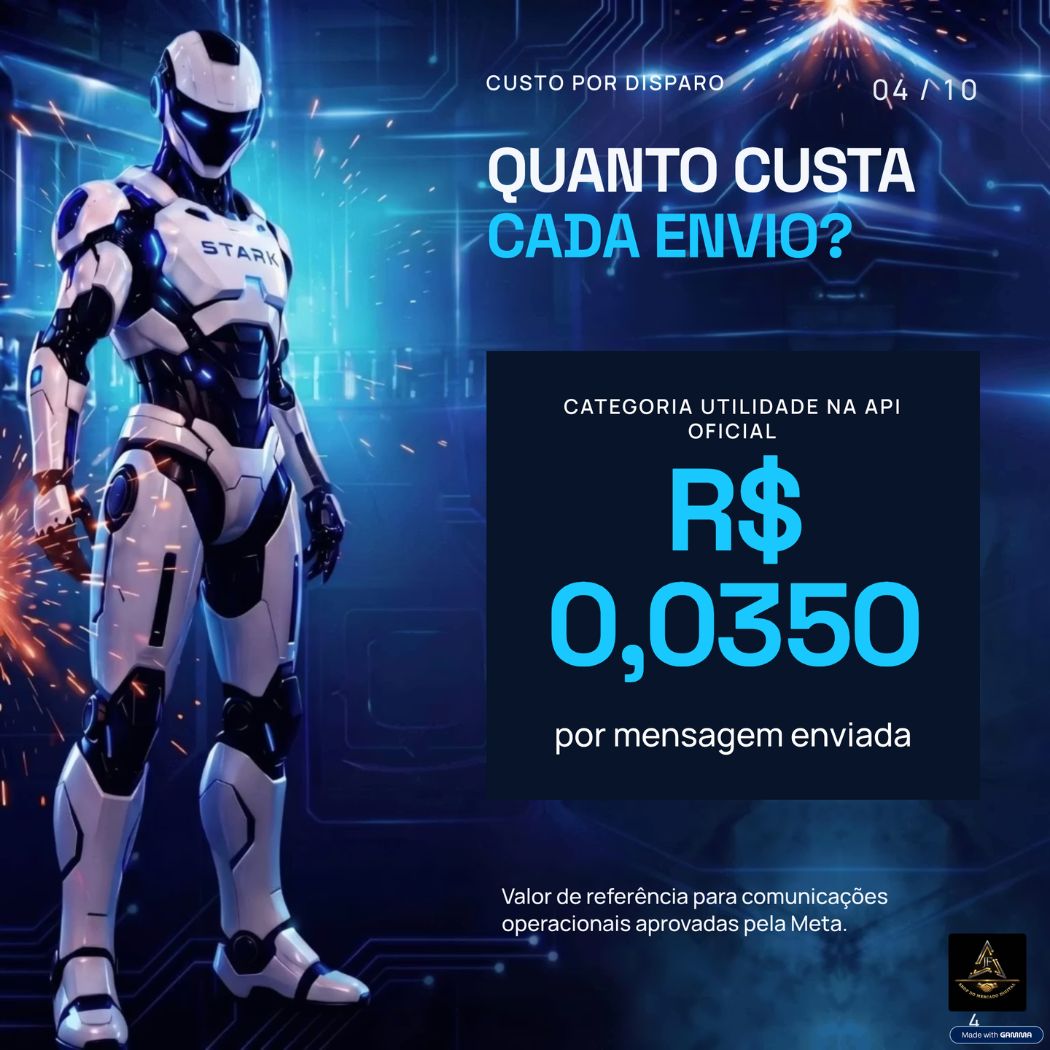 CUSTO POR DISPARO
04 / 10
QUANTO CUSTA
CADA ENVIO?
STARK
CATEGORIA UTILIDADE NA API
OFICIAL
R$
0,0350
por mensagem enviada
Valor de referência para comunicações
operacionais aprovadas pela Meta.
4
Made with GAMMA